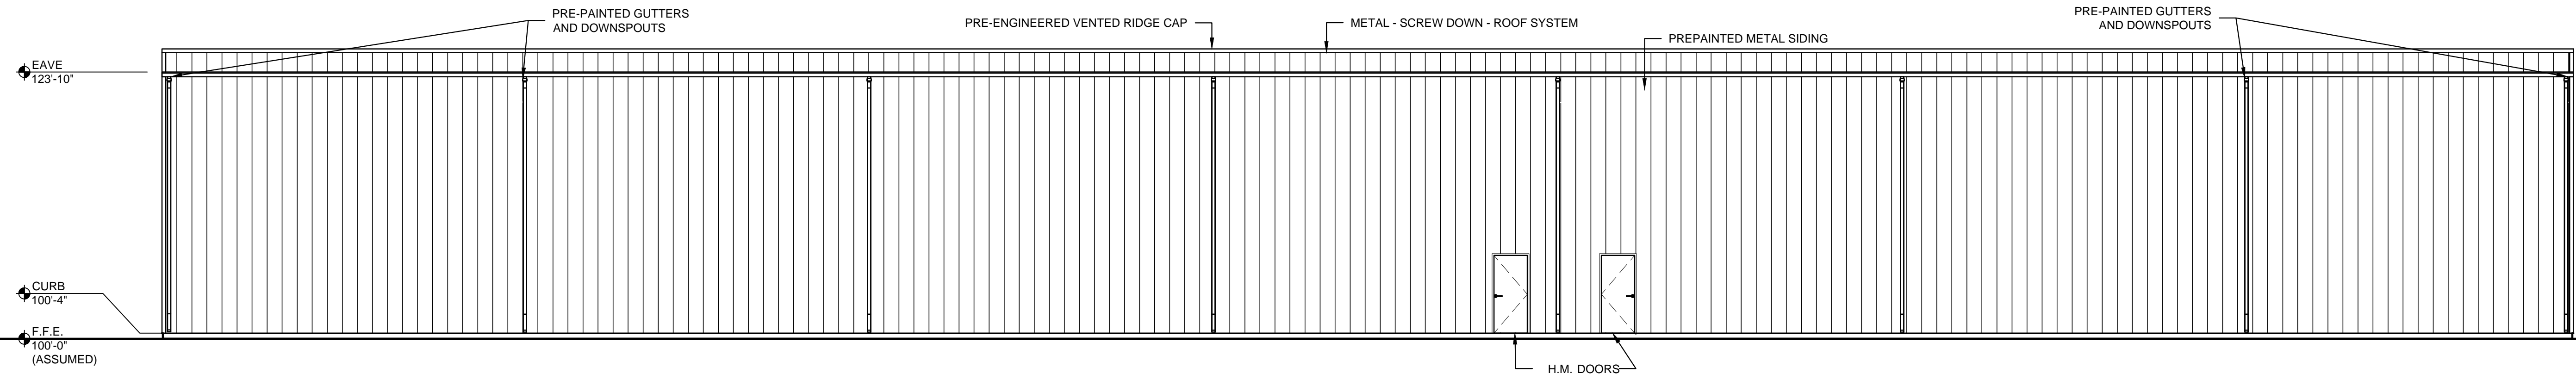 PRE-PAINTED GUTTERS
AND DOWNSPOUTS
PRE-ENGINEERED VENTED RIDGE CAP
METAL - SCREW DOWN - ROOF SYSTEM
PREPAINTED METAL SIDING
PRE-PAINTED GUTTERS
AND DOWNSPOUTS
EAVE
123'-10"
CURB
100'-4"
F.F.E.
100'-0"
(ASSUMED)
H.M. DOORS